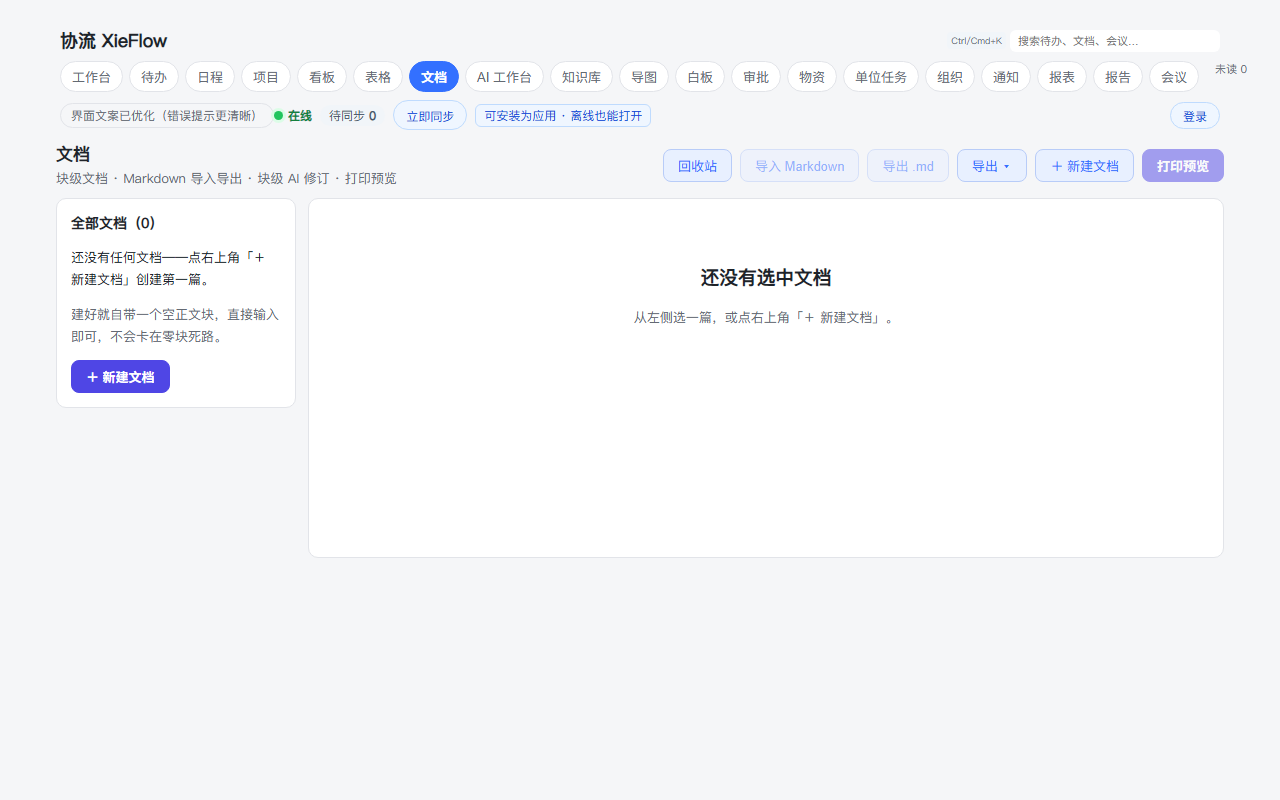 协流 XieFlow
Ctrl/Cmd+K 搜索待办、文档、会议...
工作台 待办 日程 项目 看板 表格 文档 AI 工作台 知识库 导图 白板 审批 物资 单位任务 组织 通知 报表 报告 会议 未读 0
界面文案已优化（错误提示更清晰） 在线 待同步 0 立即同步 可安装为应用 · 离线也能打开 登录
文档
块级文档 · Markdown 导入导出 · 块级 AI 修订 · 打印预览
回收站 导入 Markdown 导出 .md 导出 ▾ ＋ 新建文档 打印预览
全部文档（0）
还没有任何文档——点右上角「＋
新建文档」创建第一篇。
建好就自带一个空正文块，直接输入
即可，不会卡在零块死路。
＋ 新建文档
还没有选中文档
从左侧选一篇，或点右上角「＋ 新建文档」。